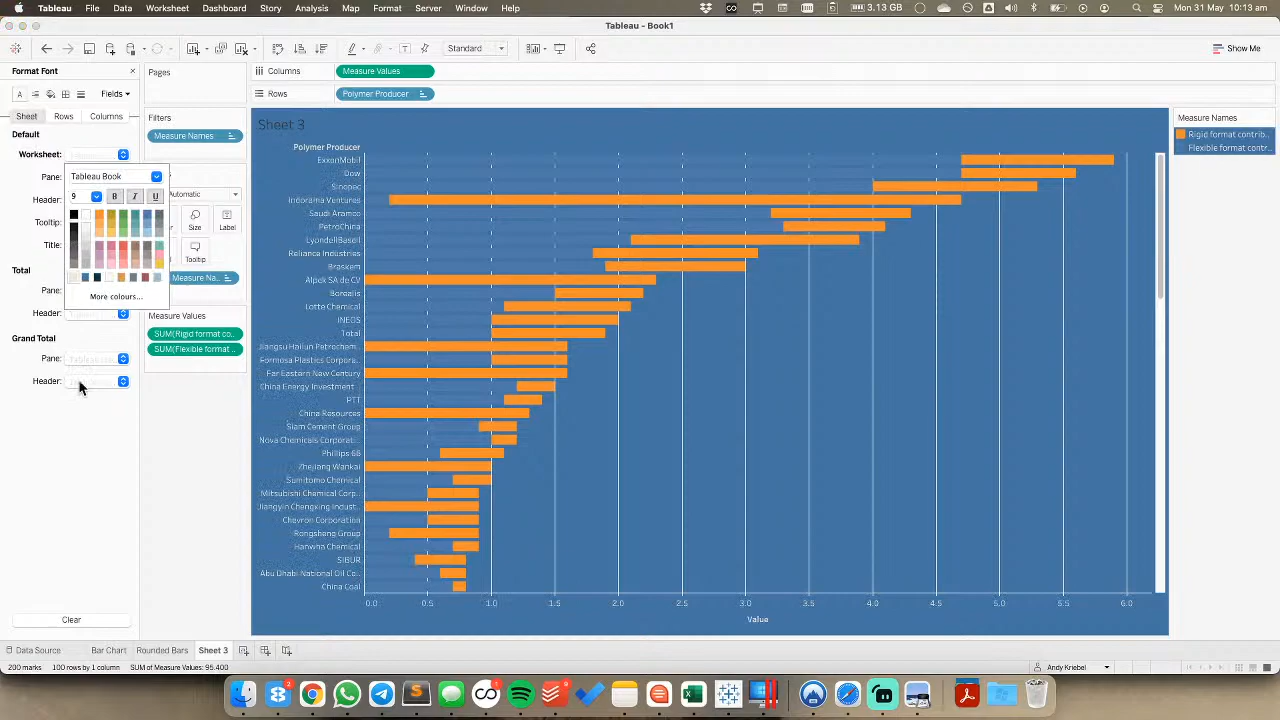 Tableau File Data Worksheet Dashboard Story Analysis Map Format Server Window Help 3.13 GB Mon 31 May 10:13 am
Tableau - Book1
Standard Show Me
Format Font Pages Columns Measure Values
A Fields Rows Polymer Producer
Sheet Rows Columns Filters Measure Names
Default Measure Names Sheet 3 Rigid format contrib..
Worksheet: Polymer Producer Flexible format contr..
Pane: Tableau Book
Header: 9 B I U Automatic
Tooltip: Size Label
Title:
Total Tooltip
Pane: Measure Na..
More colours...
Header: Measure Values
SUM(Rigid format co..
Grand Total SUM(Flexible format ..
Pane:
Header:
Clear
ExxonMobil
Dow
Sinopec
Indorama Ventures
Saudi Aramco
PetroChina
LyondellBasell
Reliance Industries
Braskem
Alpek SA de CV
Borealis
Lotte Chemical
INEOS
Total
Jiangsu Hailun Petrochem..
Formosa Plastics Corpora..
Far Eastern New Century
China Energy Investment ..
PTT
China Resources
Siam Cement Group
Nova Chemicals Corporati..
Phillips 66
Zhejiang Wankai
Sumitomo Chemical
Mitsubishi Chemical Corp..
Jiangyin Chengxing Indust..
Chevron Corporation
Rongsheng Group
Hanwha Chemical
SIBUR
Abu Dhabi National Oil Co..
China Coal
0.0 0.5 1.0 1.5 2.0 2.5 3.0 3.5 4.0 4.5 5.0 5.5 6.0
Value
Data Source Bar Chart Rounded Bars Sheet 3
200 marks 100 rows by 1 column SUM of Measure Values: 95.400 Andy Kriebel
2 1 9